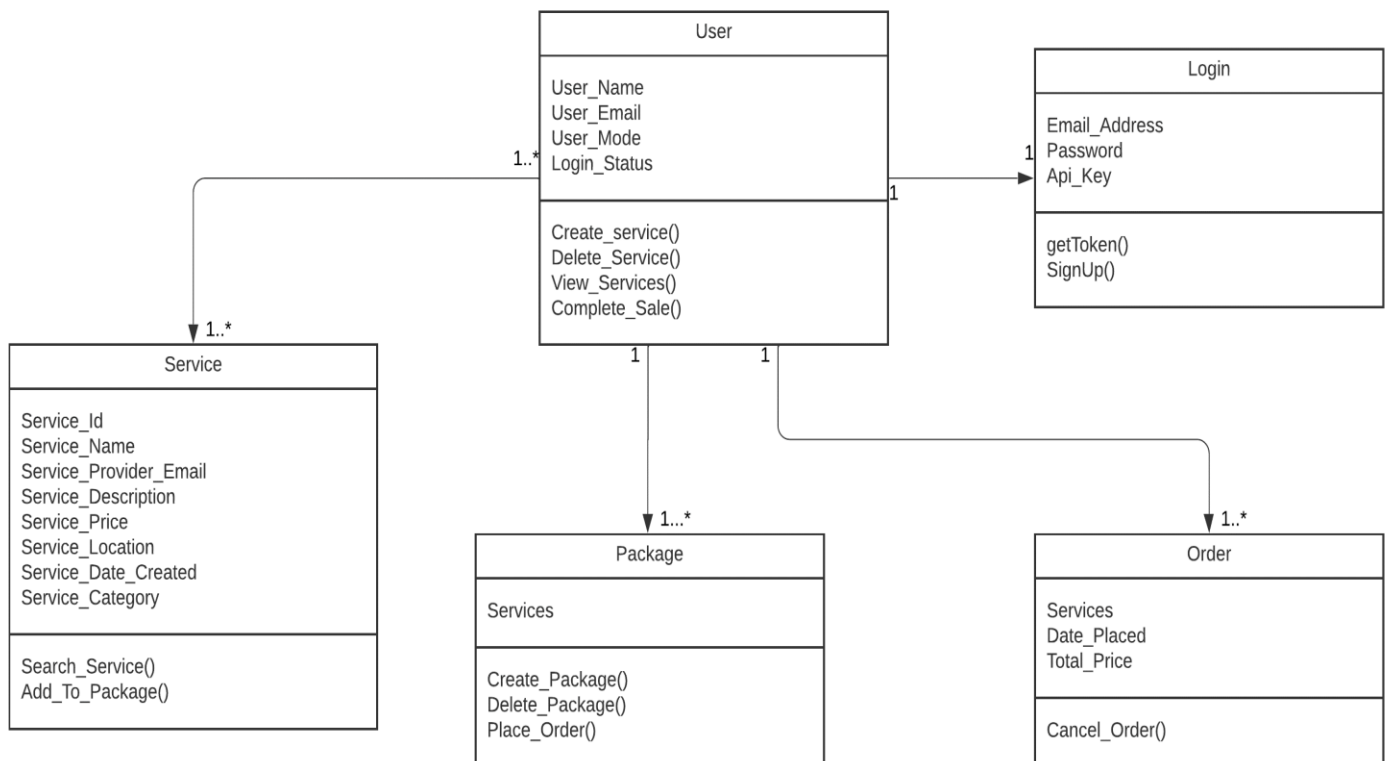 User
User_Name
User_Email
User_Mode
Login_Status
Create_service()
Delete_Service()
View_Services()
Complete_Sale()
Login
Email_Address
Password
Api_Key
getToken()
SignUp()
1..*
1
1
1..*
1
1
Service
Service_Id
Service_Name
Service_Provider_Email
Service_Description
Service_Price
Service_Location
Service_Date_Created
Service_Category
Search_Service()
Add_To_Package()
1...*
Package
Services
Create_Package()
Delete_Package()
Place_Order()
1..*
Order
Services
Date_Placed
Total_Price
Cancel_Order()